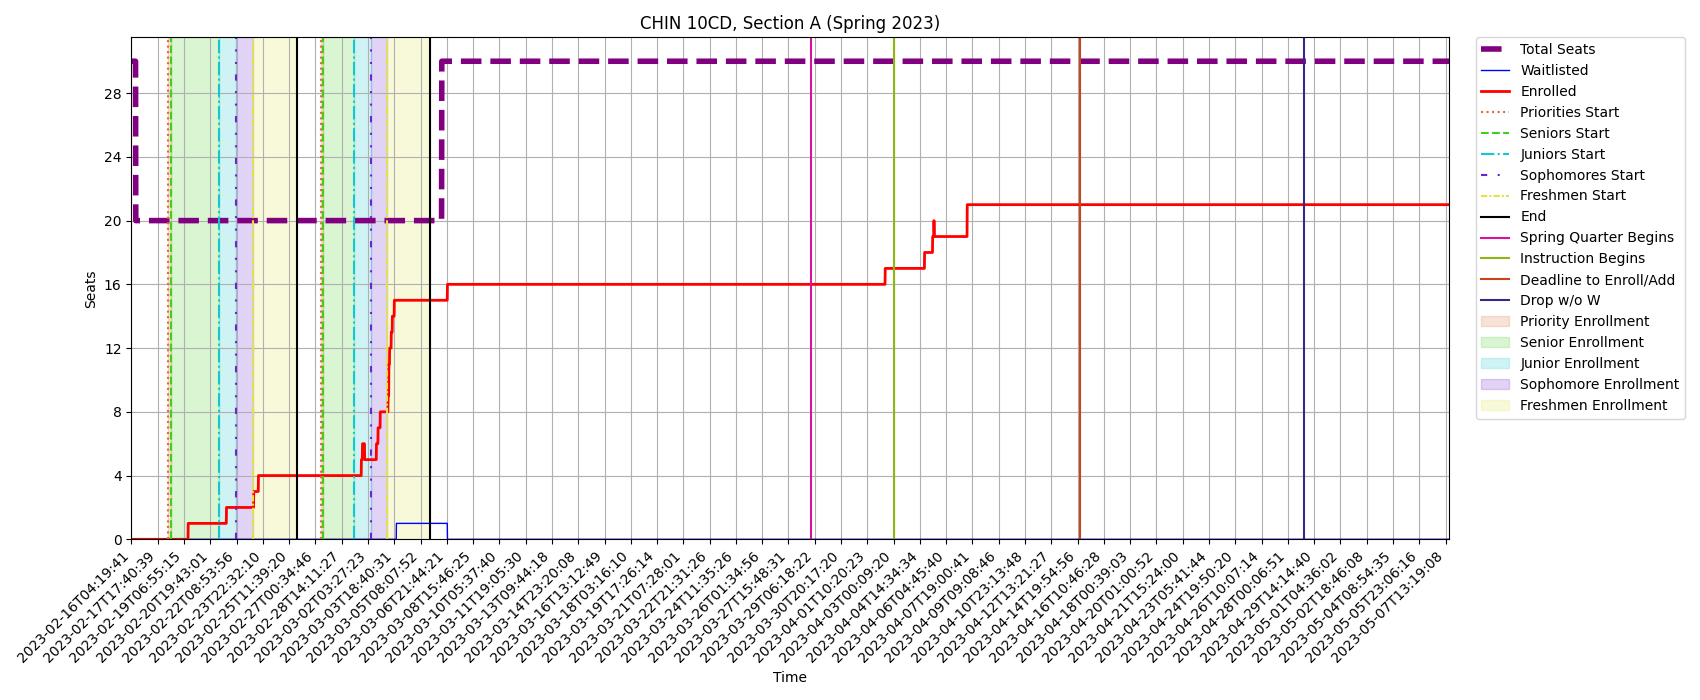 CHIN 10CD, Section A (Spring 2023)
Seats
28
24
20
16
12
8
4
0
2023-02-16T04:19:41
2023-02-17T17:40:39
2023-02-19T06:55:15
2023-02-20T19:43:01
2023-02-22T08:53:56
2023-02-23T22:32:10
2023-02-25T11:39:20
2023-02-27T00:34:46
2023-02-28T14:11:27
2023-03-02T03:27:23
2023-03-03T18:40:31
2023-03-05T08:07:52
2023-03-06T21:44:21
2023-03-08T15:46:25
2023-03-10T05:37:40
2023-03-11T19:05:30
2023-03-13T09:44:18
2023-03-14T23:20:08
2023-03-16T13:12:49
2023-03-18T03:16:10
2023-03-19T17:26:14
2023-03-21T07:28:01
2023-03-22T21:31:26
2023-03-24T11:35:26
2023-03-26T01:34:56
2023-03-27T15:48:31
2023-03-29T06:18:22
2023-03-30T20:17:20
2023-04-01T10:20:23
2023-04-03T00:09:20
2023-04-04T14:34:34
2023-04-06T04:45:40
2023-04-07T19:00:41
2023-04-09T09:08:46
2023-04-10T23:13:48
2023-04-12T13:21:27
2023-04-14T19:54:56
2023-04-16T10:46:28
2023-04-18T00:39:03
2023-04-20T01:00:52
2023-04-21T15:24:00
2023-04-23T05:41:44
2023-04-24T19:50:20
2023-04-26T10:07:14
2023-04-28T00:06:51
2023-04-29T14:14:40
2023-05-01T04:36:02
2023-05-02T18:46:08
2023-05-04T08:54:35
2023-05-05T23:06:16
2023-05-07T13:19:08
Time
Total Seats
Waitlisted
Enrolled
Priorities Start
Seniors Start
Juniors Start
Sophomores Start
Freshmen Start
End
Spring Quarter Begins
Instruction Begins
Deadline to Enroll/Add
Drop w/o W
Priority Enrollment
Senior Enrollment
Junior Enrollment
Sophomore Enrollment
Freshmen Enrollment